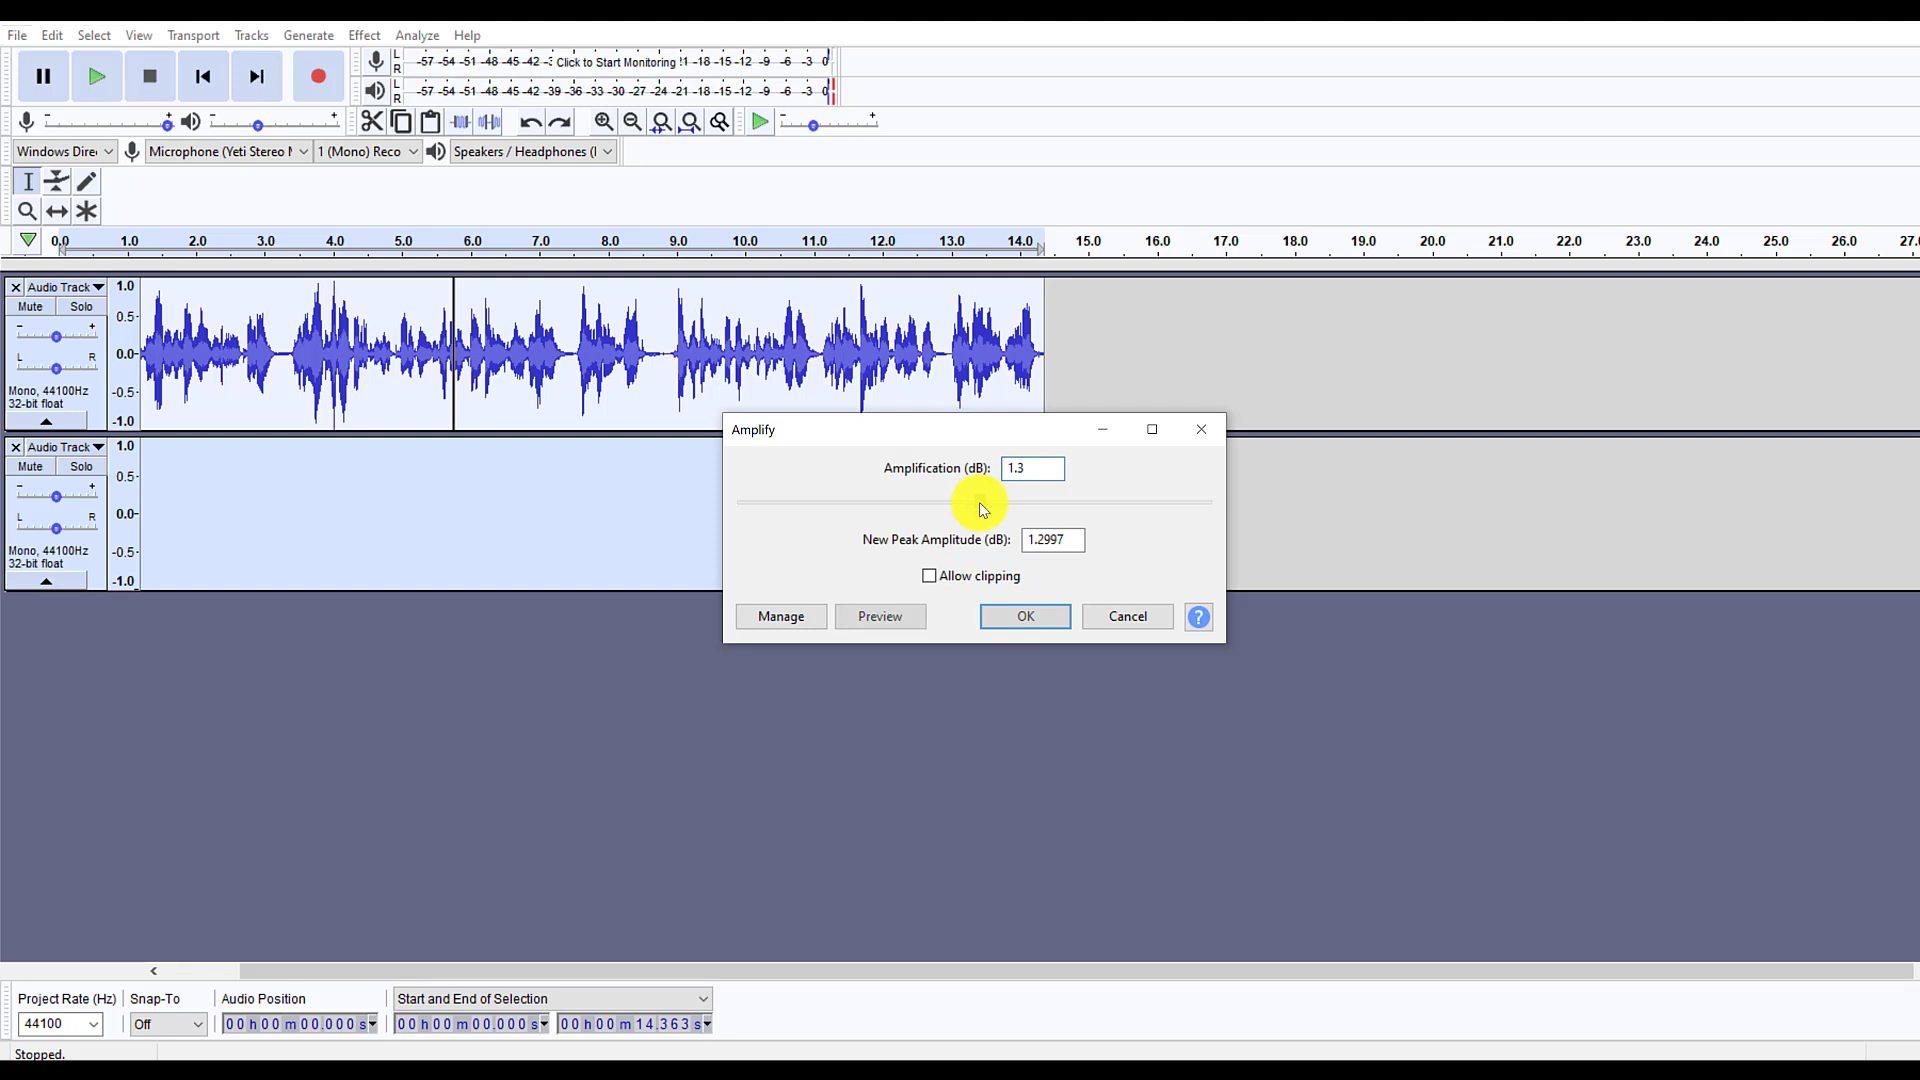 File Edit Select View Transport Tracks Generate Effect Analyze Help
L R -57 -54 -51 -48 -45 -42 Click to Start Monitoring -18 -15 -12 -9 -6 -3 0
L R -57 -54 -51 -48 -45 -42 -39 -36 -33 -30 -27 -24 -21 -18 -15 -12 -9 -6 -3 0
- + - + - +
Microphone (Yeti Stereo 1 (Mono) Reco Speakers / Headphones
0.0 1.0 2.0 3.0 4.0 5.0 6.0 7.0 8.0 9.0 10.0 11.0 12.0 13.0 14.0 15.0 16.0 17.0 18.0 19.0 20.0 21.0 22.0 23.0 24.0 25.0 26.0 27.
Audio Track 1.0
Mute Solo 0.5
- +
L R 0.0
Mono, 44100Hz -0.5
32-bit float
-1.0
Audio Track 1.0
Mute Solo 0.5
- +
L R 0.0
Mono, 44100Hz -0.5
32-bit float
-1.0
Amplify
Amplification (dB): 1.3
New Peak Amplitude (dB): 1.2997
Allow clipping
Manage Preview OK Cancel ?
Project Rate (Hz) Snap-To Audio Position Start and End of Selection
44100 Off 00 h 00 m 00.000 s 00 h 00 m 00.000 s 00 h 00 m 14.363 s
Stopped.